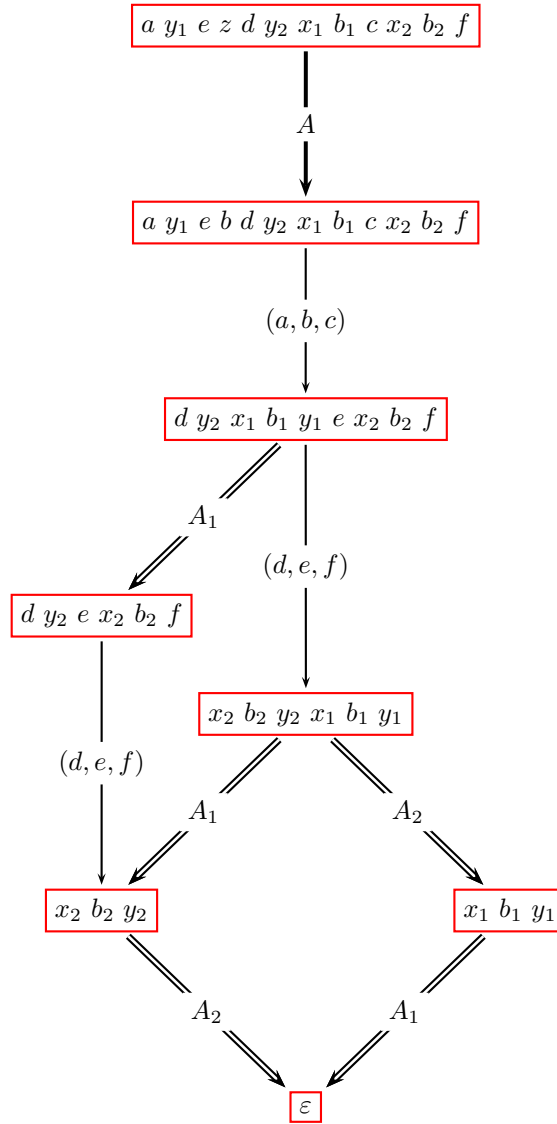 a y₁ e z d y₂ x₁ b₁ c x₂ b₂ f
A
a y₁ e b d y₂ x₁ b₁ c x₂ b₂ f
(a, b, c)
d y₂ x₁ b₁ y₁ e x₂ b₂ f
A₁
(d, e, f)
d y₂ e x₂ b₂ f
x₂ b₂ y₂ x₁ b₁ y₁
(d, e, f)
A₁
A₂
x₂ b₂ y₂
x₁ b₁ y₁
A₂
A₁
ε